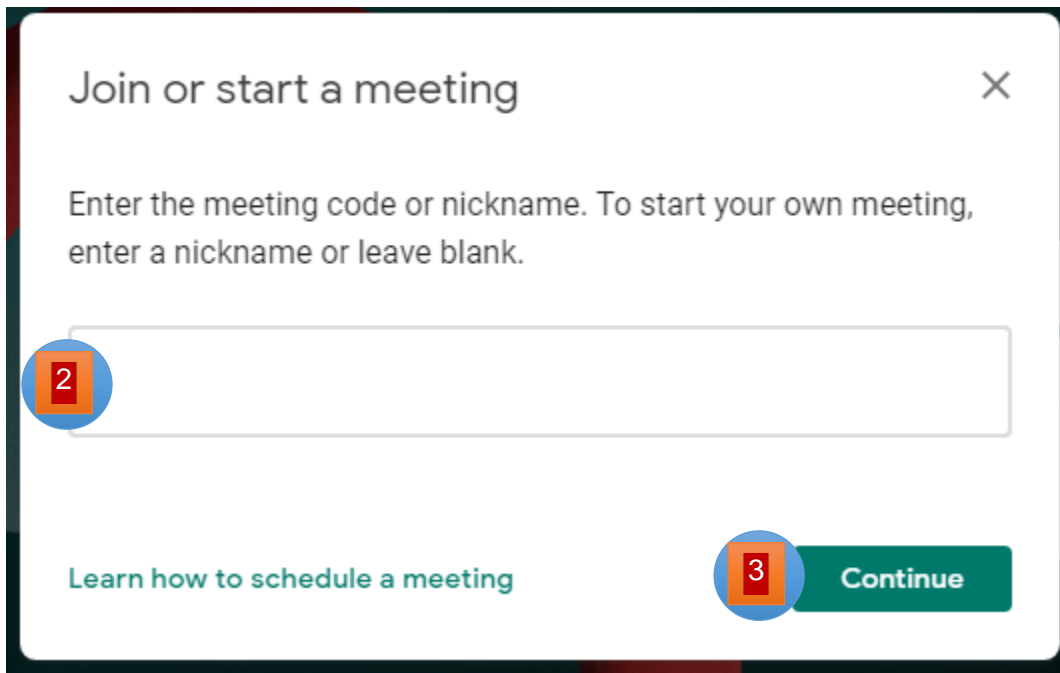 Join or start a meeting
Enter the meeting code or nickname. To start your own meeting,
enter a nickname or leave blank.
2
Learn how to schedule a meeting
3
Continue